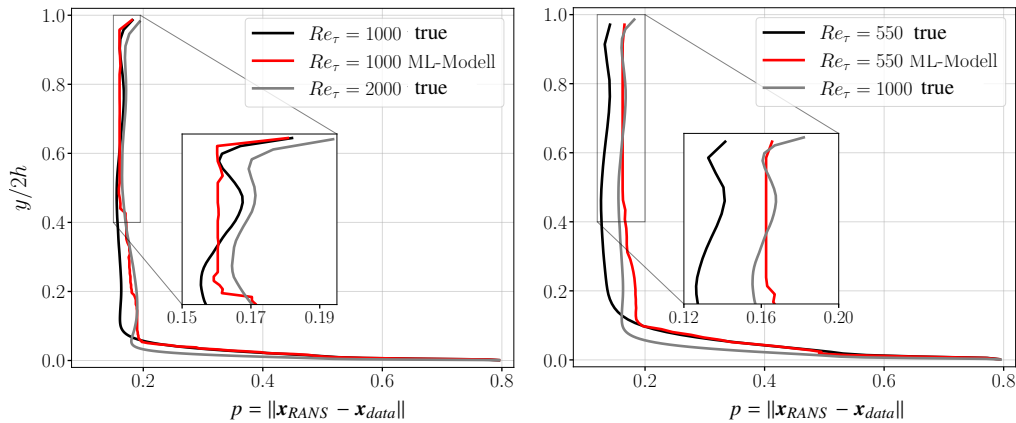 Re_τ = 1000 true
Re_τ = 1000 ML-Modell
Re_τ = 2000 true
1.0
0.8
0.6
0.4
0.2
0.0
y/2h
0.15
0.17
0.19
0.2
0.4
0.6
0.8
p = ||x_RANS − x_data||
Re_τ = 550 true
Re_τ = 550 ML-Modell
Re_τ = 1000 true
1.0
0.8
0.6
0.4
0.2
0.0
0.12
0.16
0.20
0.2
0.4
0.6
0.8
p = ||x_RANS − x_data||